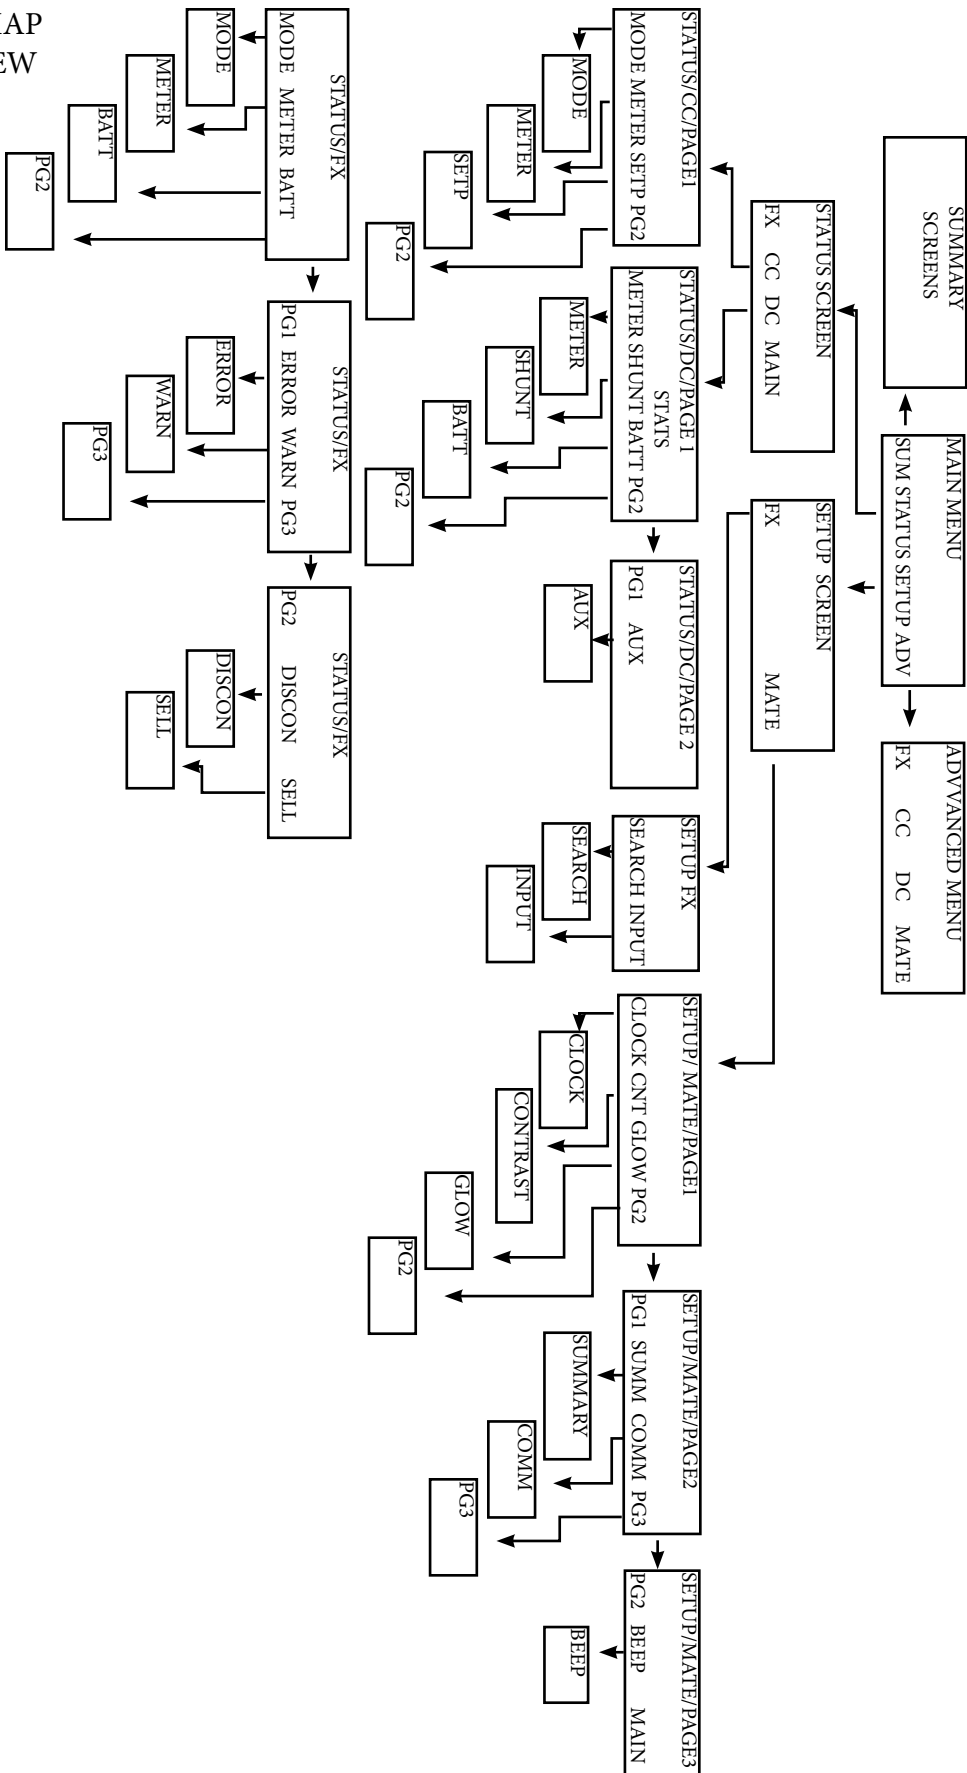 MAP
EW
SUMMARY
SCREENS
MAIN MENU
SUM STATUS SETUP ADV
ADVVANCED MENU
FX CC DC MATE
STATUS SCREEN
FX CC DC MAIN
SETUP SCREEN
FX MATE
STATUS/CC/PAGE1
MODE METER SETP PG2
MODE
METER
SETP
PG2
STATUS/DC/PAGE 1
STATS
METER SHUNT BATT PG2
METER
SHUNT
BATT
PG2
STATUS/DC/PAGE 2
PG1 AUX
AUX
SETUP FX
SEARCH INPUT
SEARCH
INPUT
SETUP/ MATE/PAGE1
CLOCK CNT GLOW PG2
CLOCK
CONTRAST
GLOW
PG2
SETUP/MATE/PAGE2
PG1 SUMM COMM PG3
SUMMARY
COMM
PG3
SETUP/MATE/PAGE3
PG2 BEEP MAIN
BEEP
STATUS/FX
MODE METER BATT
MODE
METER
BATT
PG2
STATUS/FX
PG1 ERROR WARN PG3
ERROR
WARN
PG3
STATUS/FX
PG2 DISCON SELL
DISCON
SELL